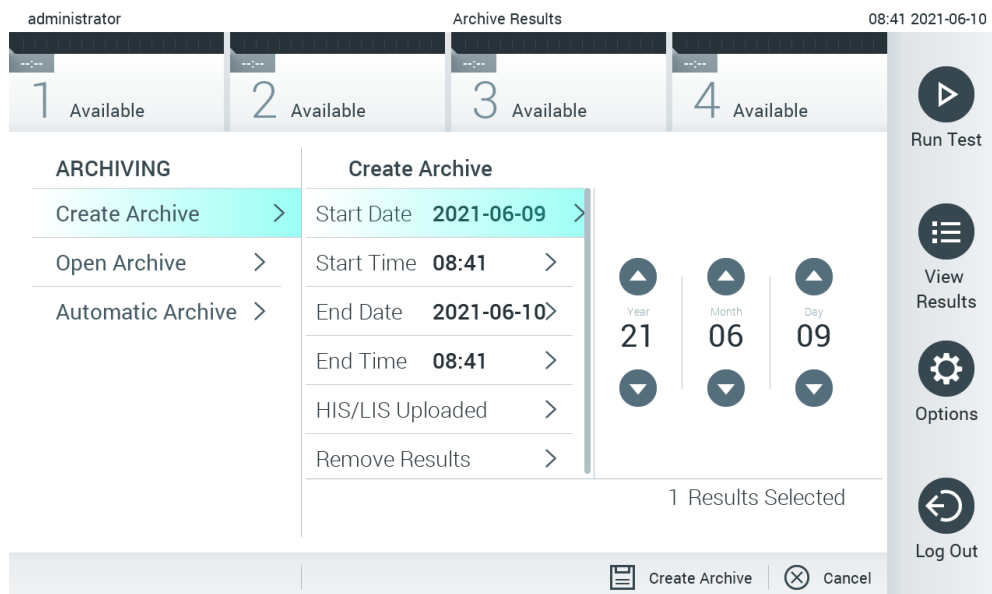 administrator Archive Results 08:41 2021-06-10
--:-- --:-- --:-- --:--
1 Available 2 Available 3 Available 4 Available
Run Test
View
Results
Options
Log Out
ARCHIVING
Create Archive
Open Archive
Automatic Archive
Create Archive
Start Date 2021-06-09
Start Time 08:41
End Date 2021-06-10
End Time 08:41
HIS/LIS Uploaded
Remove Results
Year Month Day
21 06 09
1 Results Selected
Create Archive Cancel